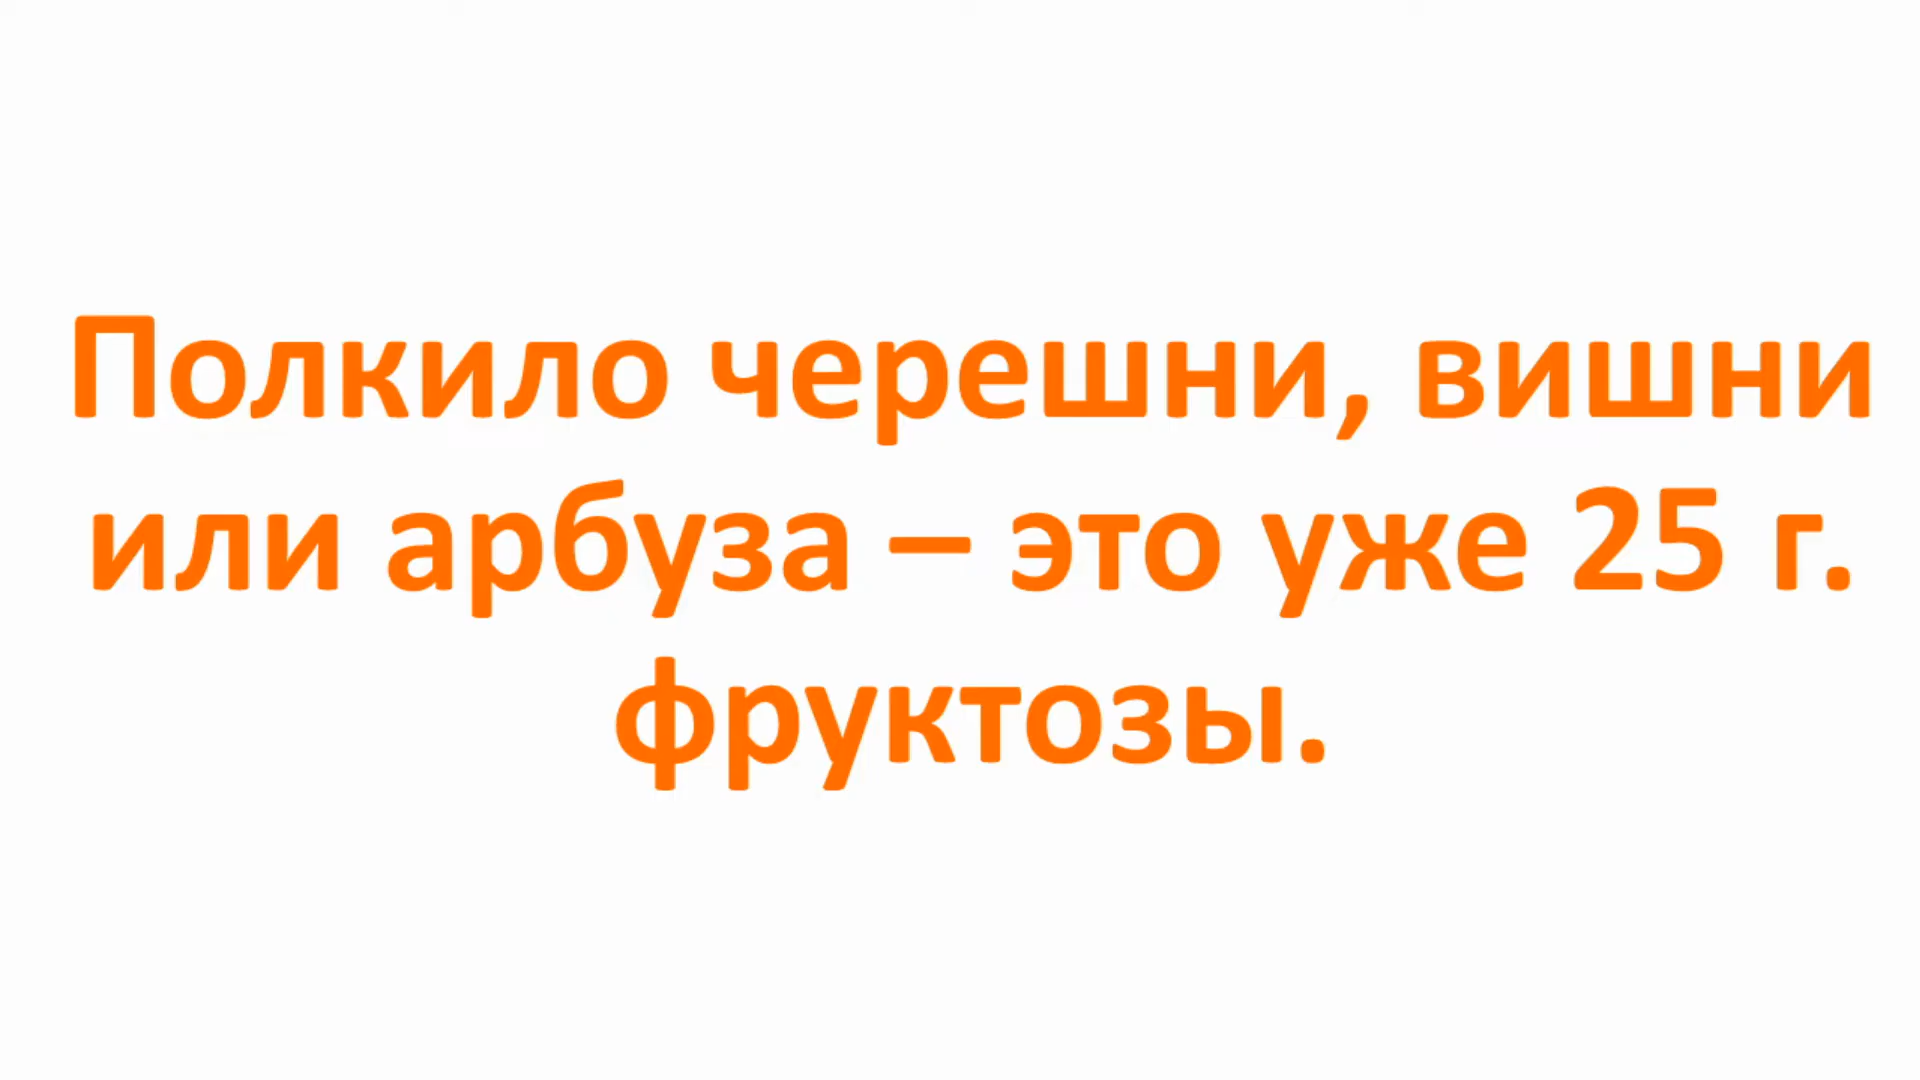 Полкило черешни, вишни
или арбуза – это уже 25 г.
фруктозы.